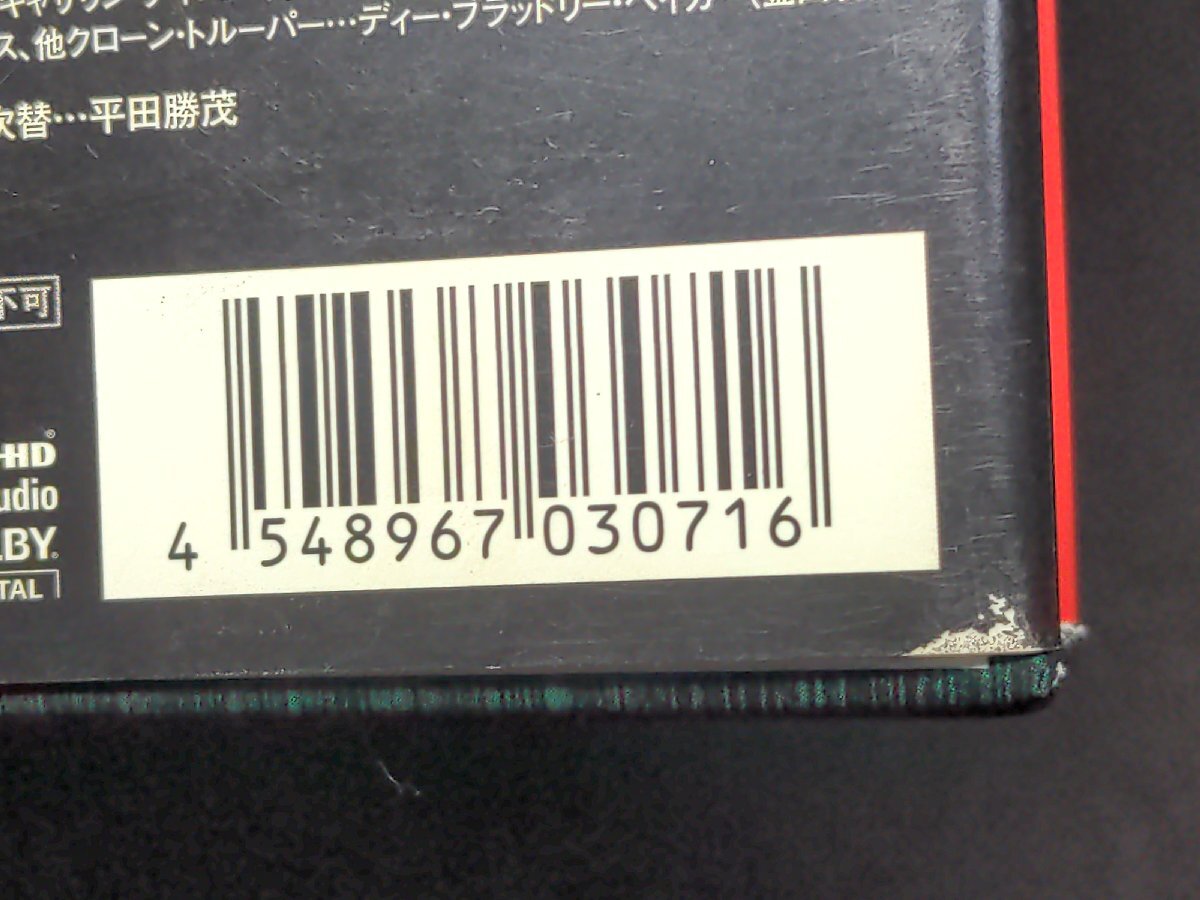 ス、他クローン・トルーパー…ディー・ブラッドリー・ベイカー
吹替…平田勝茂
不可
-HD®
udio
LBY®
TAL
4 548967 030716